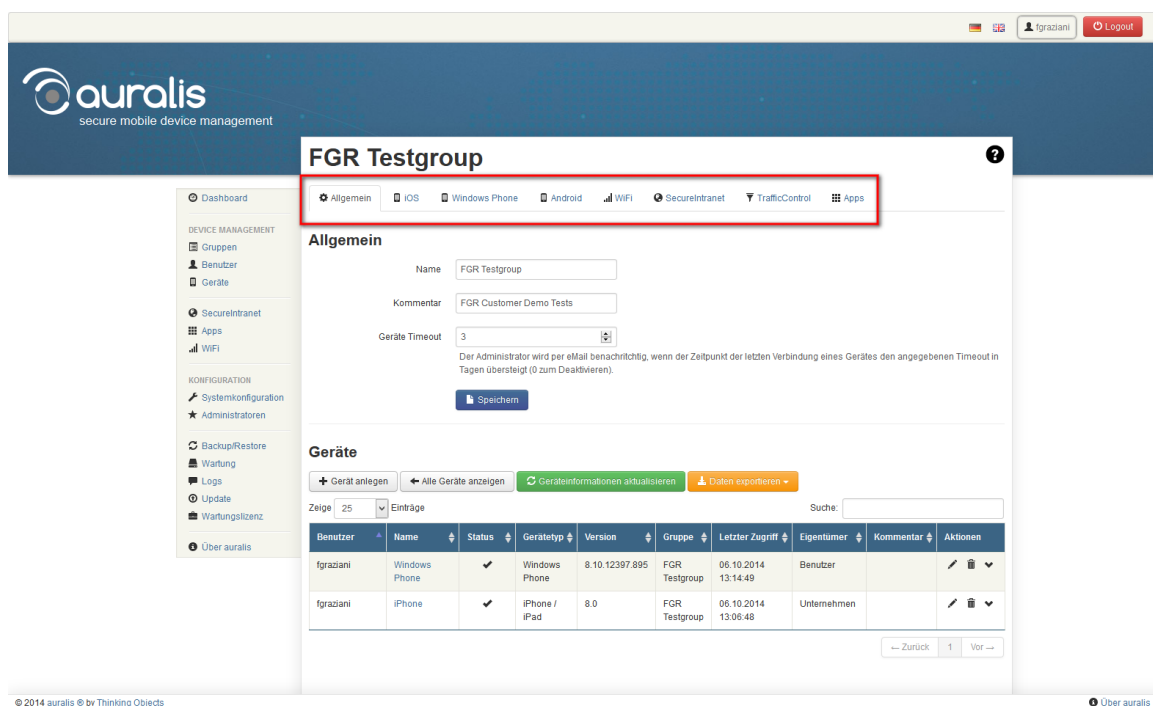 fgraziani Logout
auralis
secure mobile device management
FGR Testgroup
Allgemein iOS Windows Phone Android WiFi SecureIntranet TrafficControl Apps
Dashboard
DEVICE MANAGEMENT
Gruppen
Benutzer
Geräte
SecureIntranet
Apps
WiFi
KONFIGURATION
Systemkonfiguration
Administratoren
Backup/Restore
Wartung
Logs
Update
Wartungslizenz
Über auralis
Allgemein
Name FGR Testgroup
Kommentar FGR Customer Demo Tests
Geräte Timeout 3
Der Administrator wird per eMail benachritchtig, wenn der Zeitpunkt der letzten Verbindung eines Gerätes den angegebenen Timeout in
Tagen übersteigt (0 zum Deaktivieren).
Speichern
Geräte
Gerät anlegen Alle Geräte anzeigen Geräteinformationen aktualisieren Daten exportieren
Zeige 25 Einträge Suche:
Benutzer Name Status Gerätetyp Version Gruppe Letzter Zugriff Eigentümer Kommentar Aktionen
fgraziani Windows Phone Windows Phone 8.10.12397.895 FGR Testgroup 06.10.2014 13:14:49 Benutzer
fgraziani iPhone iPhone / iPad 8.0 FGR Testgroup 06.10.2014 13:06:48 Unternehmen
← Zurück 1 Vor →
© 2014 auralis ® by Thinking Objects Über auralis